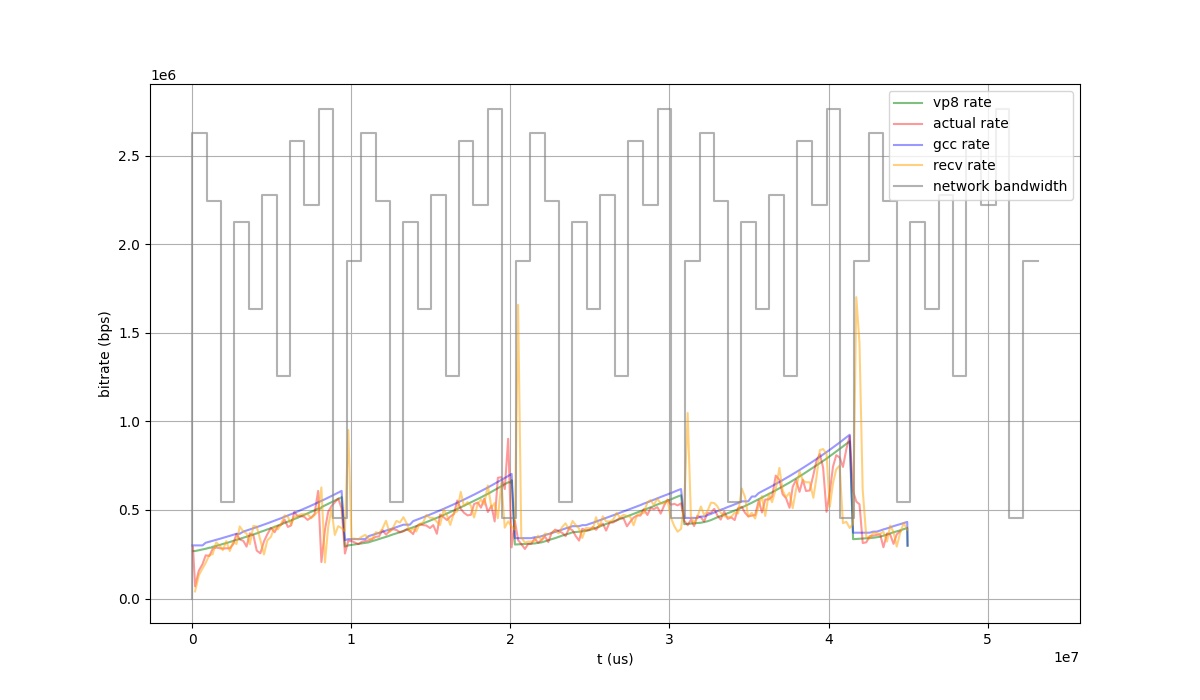 1e6
vp8 rate
actual rate
gcc rate
recv rate
network bandwidth
2.5
2.0
1.5
1.0
0.5
0.0
bitrate (bps)
0 1 2 3 4 5
t (us)
1e7